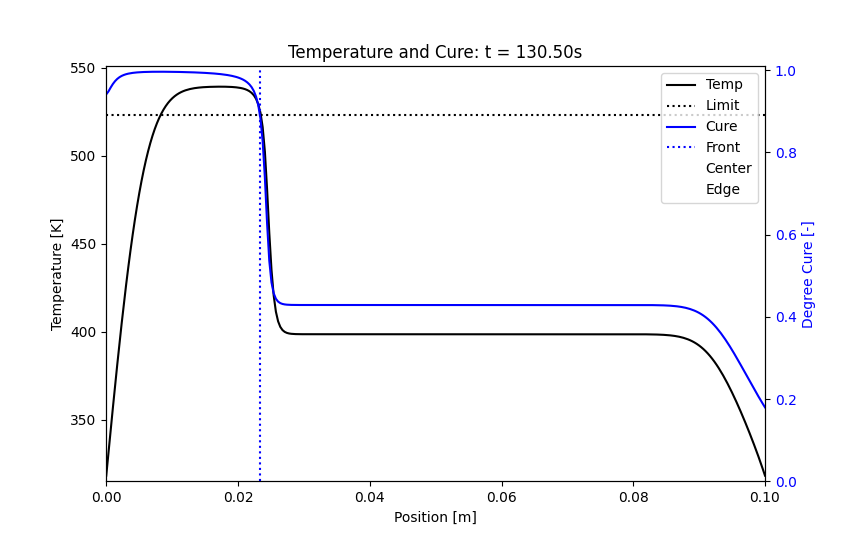 Temperature and Cure: t = 130.50s
550
500
450
400
350
Temperature [K]
1.0
0.8
0.6
0.4
0.2
0.0
Degree Cure [-]
Temp
Limit
Cure
Front
Center
Edge
0.00
0.02
0.04
0.06
0.08
0.10
Position [m]